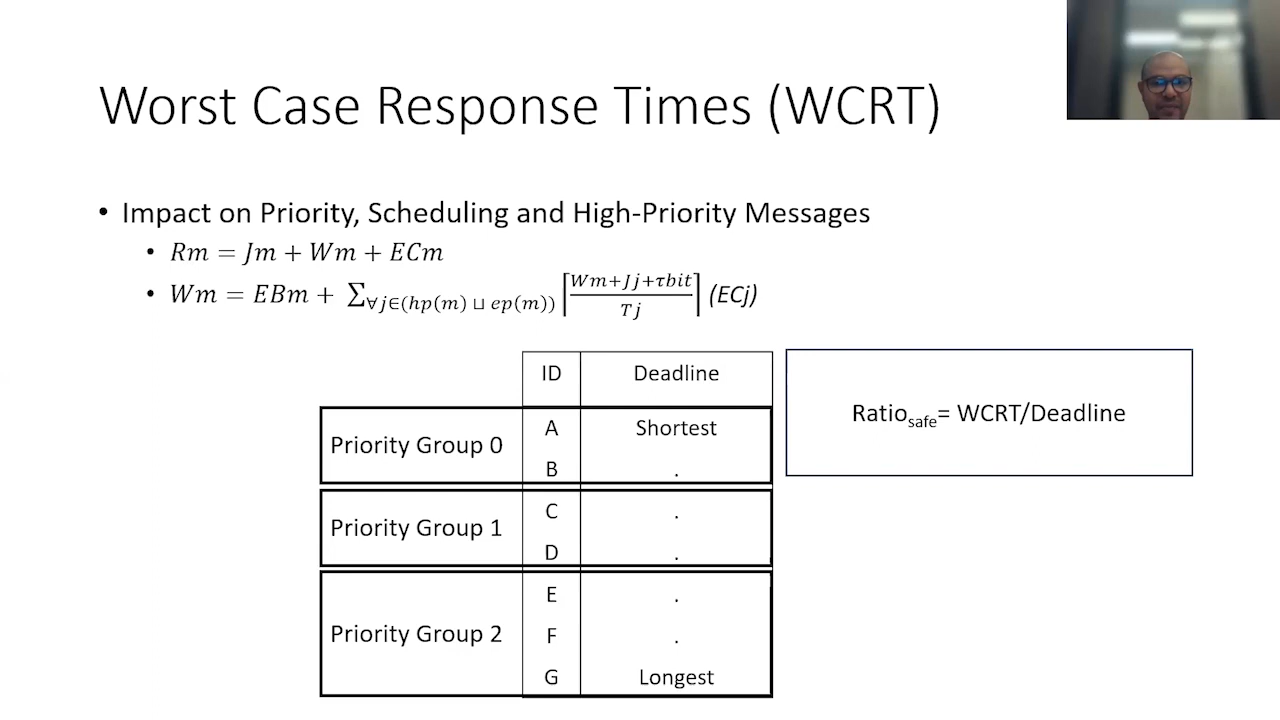 Worst Case Response Times (WCRT)
• Impact on Priority, Scheduling and High-Priority Messages
• Rm = Jm + Wm + ECm
• Wm = EBm + ∑∀j∈(hp(m) ⊔ ep(m)) ⌈(Wm+Jj+τbit)/Tj⌉ (ECj)
ID Deadline
Priority Group 0
A Shortest
B .
Priority Group 1
C .
D .
Priority Group 2
E .
F .
G Longest
Ratiosafe= WCRT/Deadline